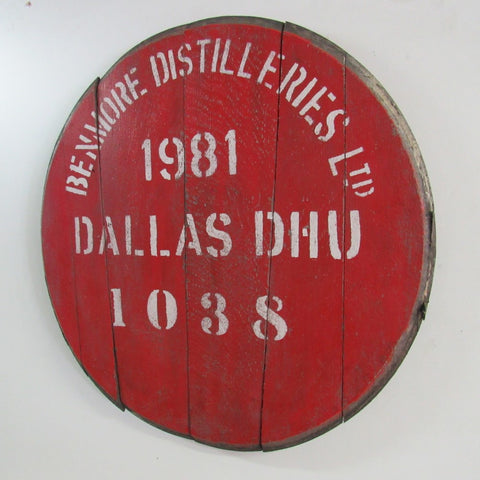 BENMORE DISTILLERIES LTD
1981
DALLAS DHU
1038